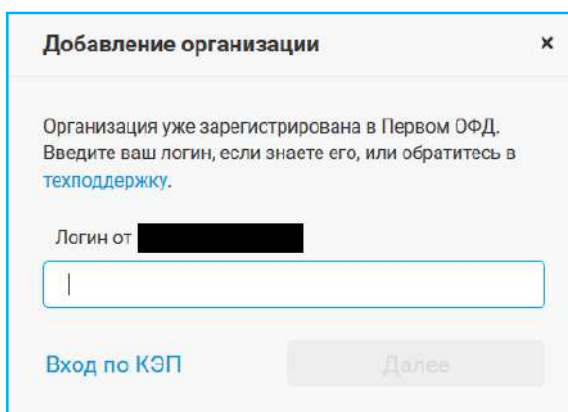 Добавление организации ×
Организация уже зарегистрирована в Первом ОФД.
Введите ваш логин, если знаете его, или обратитесь в
техподдержку.
Логин от
Вход по КЭП Далее